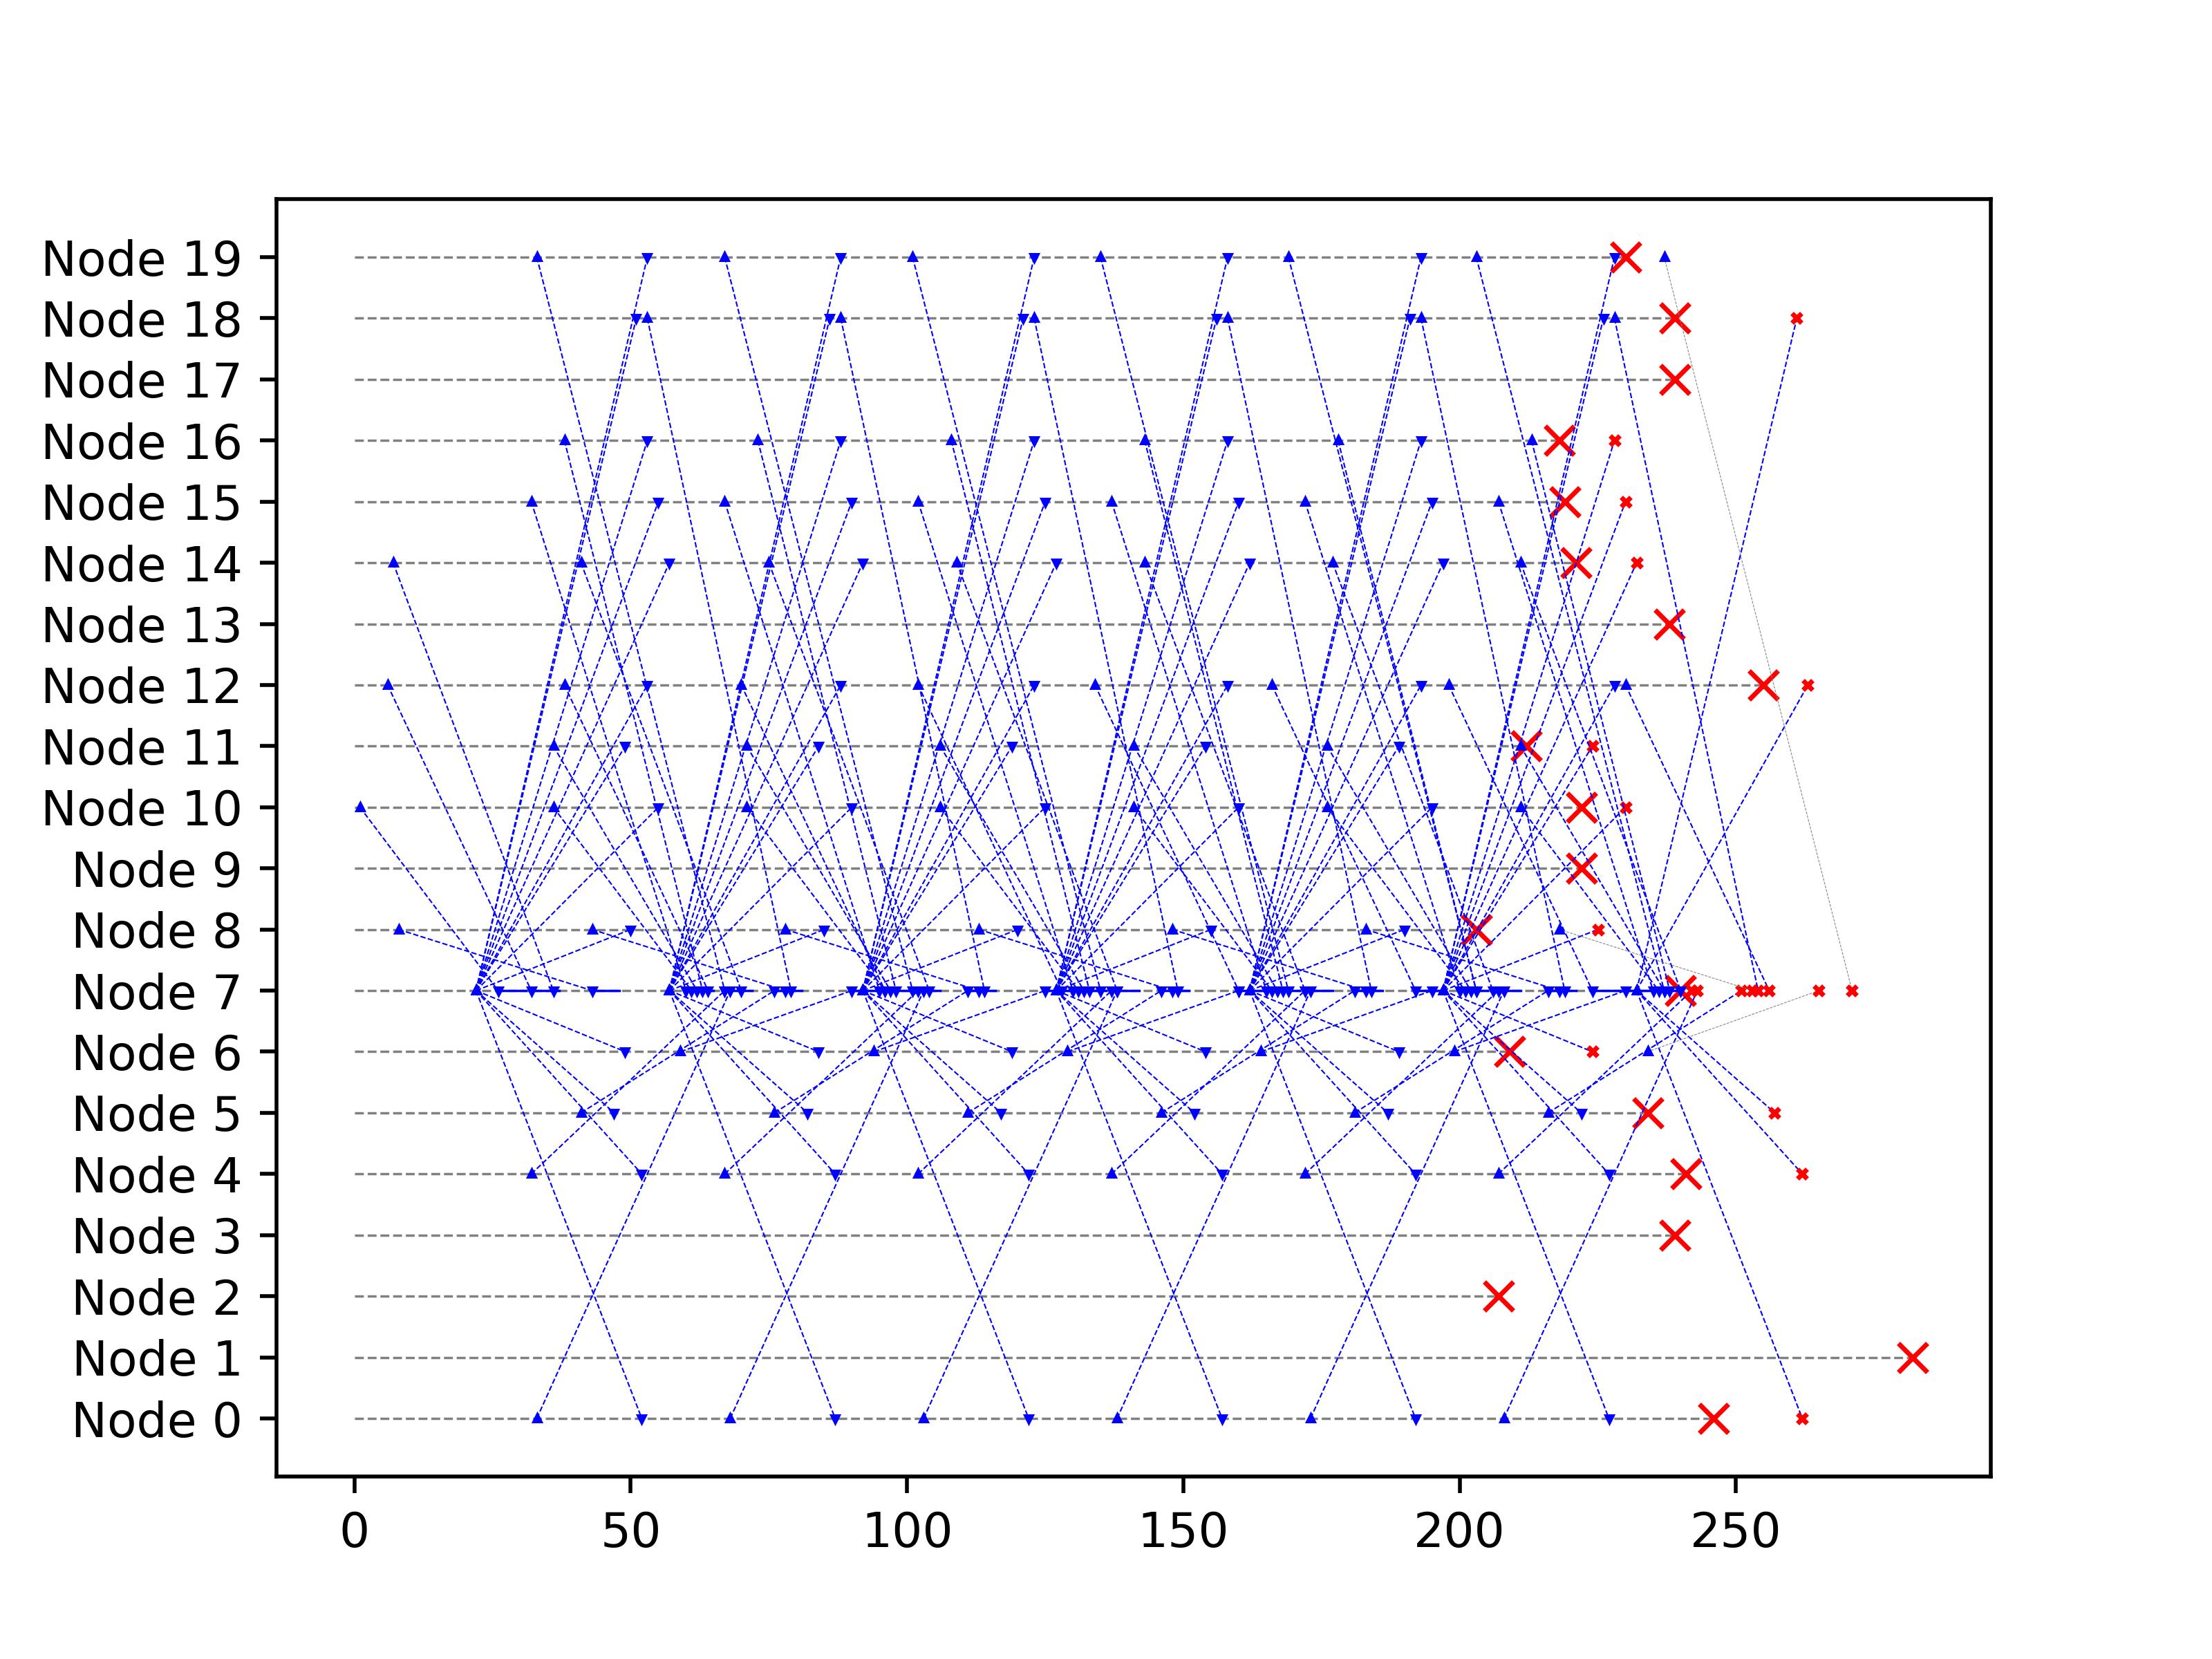 Node 19
Node 18
Node 17
Node 16
Node 15
Node 14
Node 13
Node 12
Node 11
Node 10
Node 9
Node 8
Node 7
Node 6
Node 5
Node 4
Node 3
Node 2
Node 1
Node 0
0 50 100 150 200 250